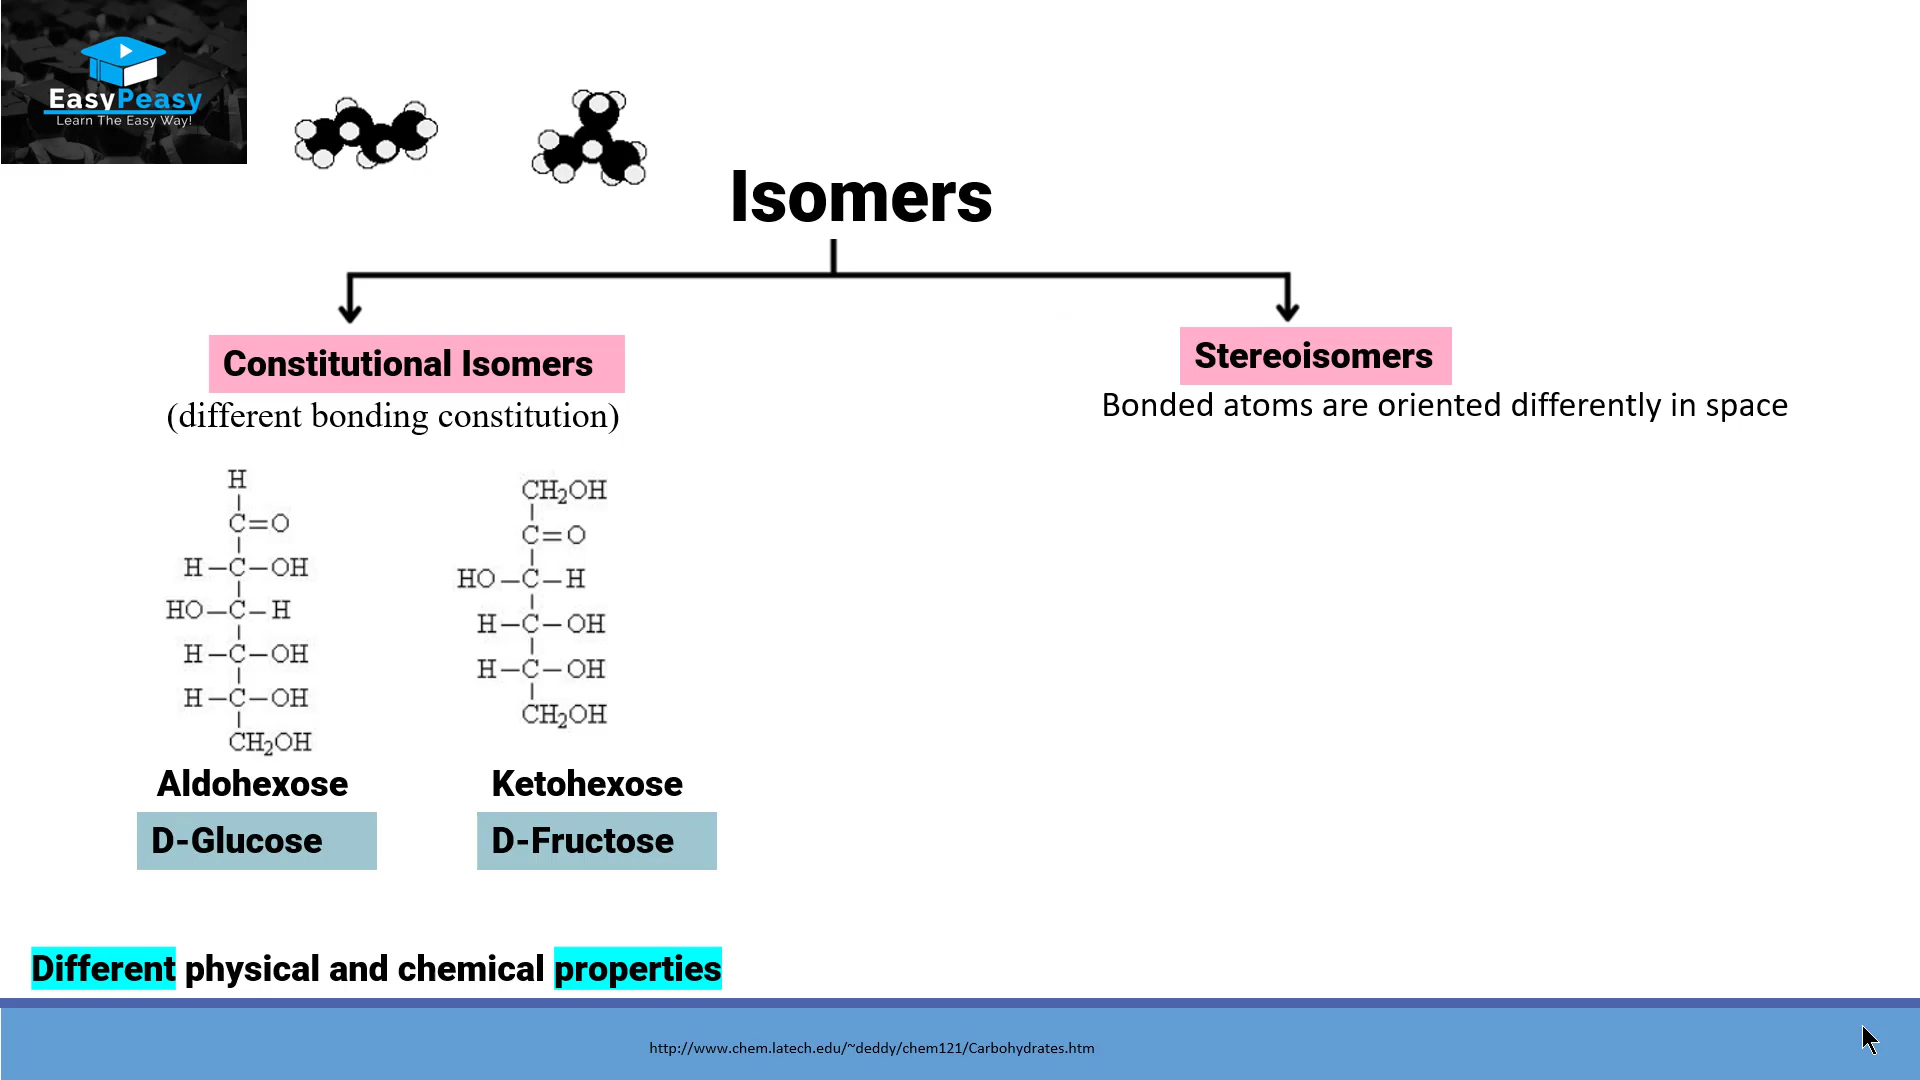 EasyPeasy
Learn The Easy Way!
Isomers
Constitutional Isomers
(different bonding constitution)
Stereoisomers
Bonded atoms are oriented differently in space
H
C=O
H-C-OH
HO-C-H
H-C-OH
H-C-OH
CH₂OH
Aldohexose
D-Glucose
CH₂OH
C=O
HO-C-H
H-C-OH
H-C-OH
CH₂OH
Ketohexose
D-Fructose
Different physical and chemical properties
http://www.chem.latech.edu/~deddy/chem121/Carbohydrates.htm